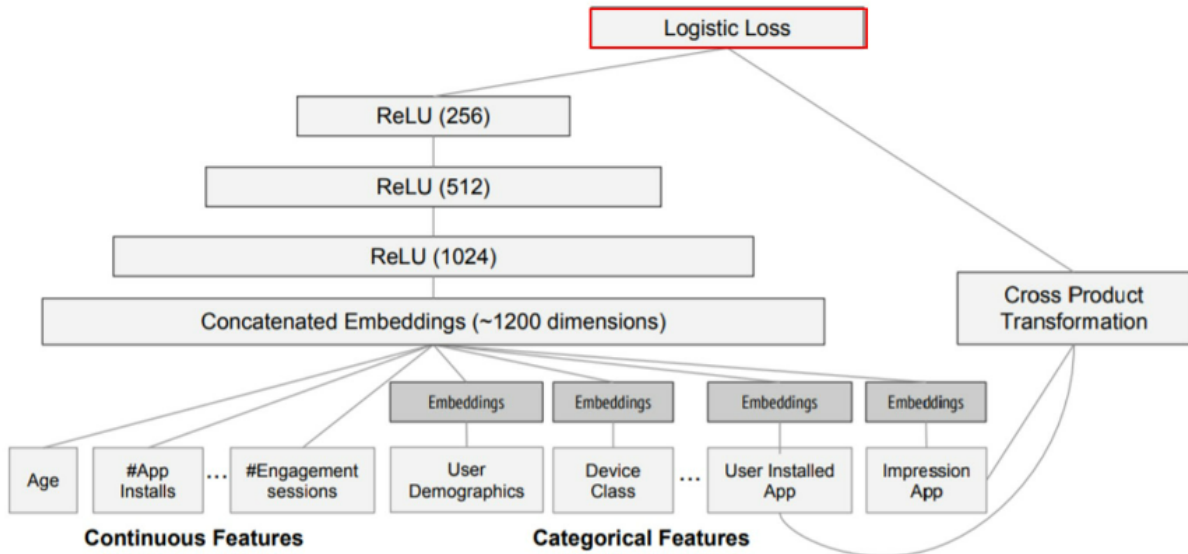 Logistic Loss
ReLU (256)
ReLU (512)
ReLU (1024)
Concatenated Embeddings (~1200 dimensions)
Cross Product
Transformation
Embeddings
Embeddings
Embeddings
Embeddings
Age
#App
Installs
...
#Engagement
sessions
User
Demographics
Device
Class
...
User Installed
App
Impression
App
Continuous Features
Categorical Features